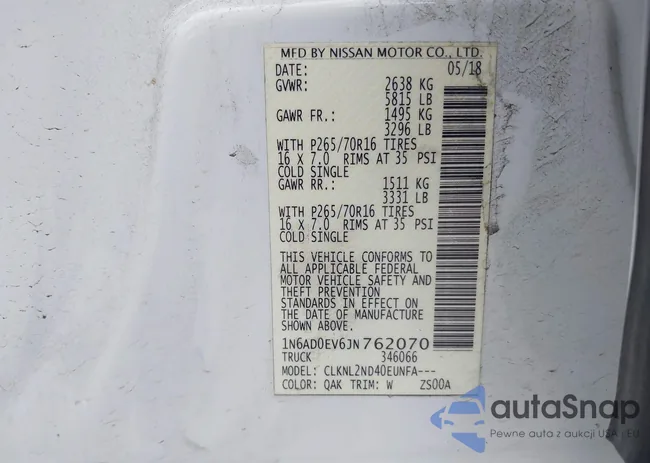 MFD BY NISSAN MOTOR CO., LTD.
DATE: 05/18
GVWR: 2638 KG
5815 LB
GAWR FR.: 1495 KG
3296 LB
WITH P265/70R16 TIRES
16 X 7.0 RIMS AT 35 PSI
COLD SINGLE
GAWR RR.: 1511 KG
3331 LB
WITH P265/70R16 TIRES
16 X 7.0 RIMS AT 35 PSI
COLD SINGLE
THIS VEHICLE CONFORMS TO
ALL APPLICABLE FEDERAL
MOTOR VEHICLE SAFETY AND
THEFT PREVENTION
STANDARDS IN EFFECT ON
THE DATE OF MANUFACTURE
SHOWN ABOVE.
1N6AD0EV6JN762070
TRUCK 346066
MODEL: CLKNL2ND40EUNFA---
COLOR: QAK TRIM: W ZS00A
autaSnap
Pewne auta z aukcji USA i EU